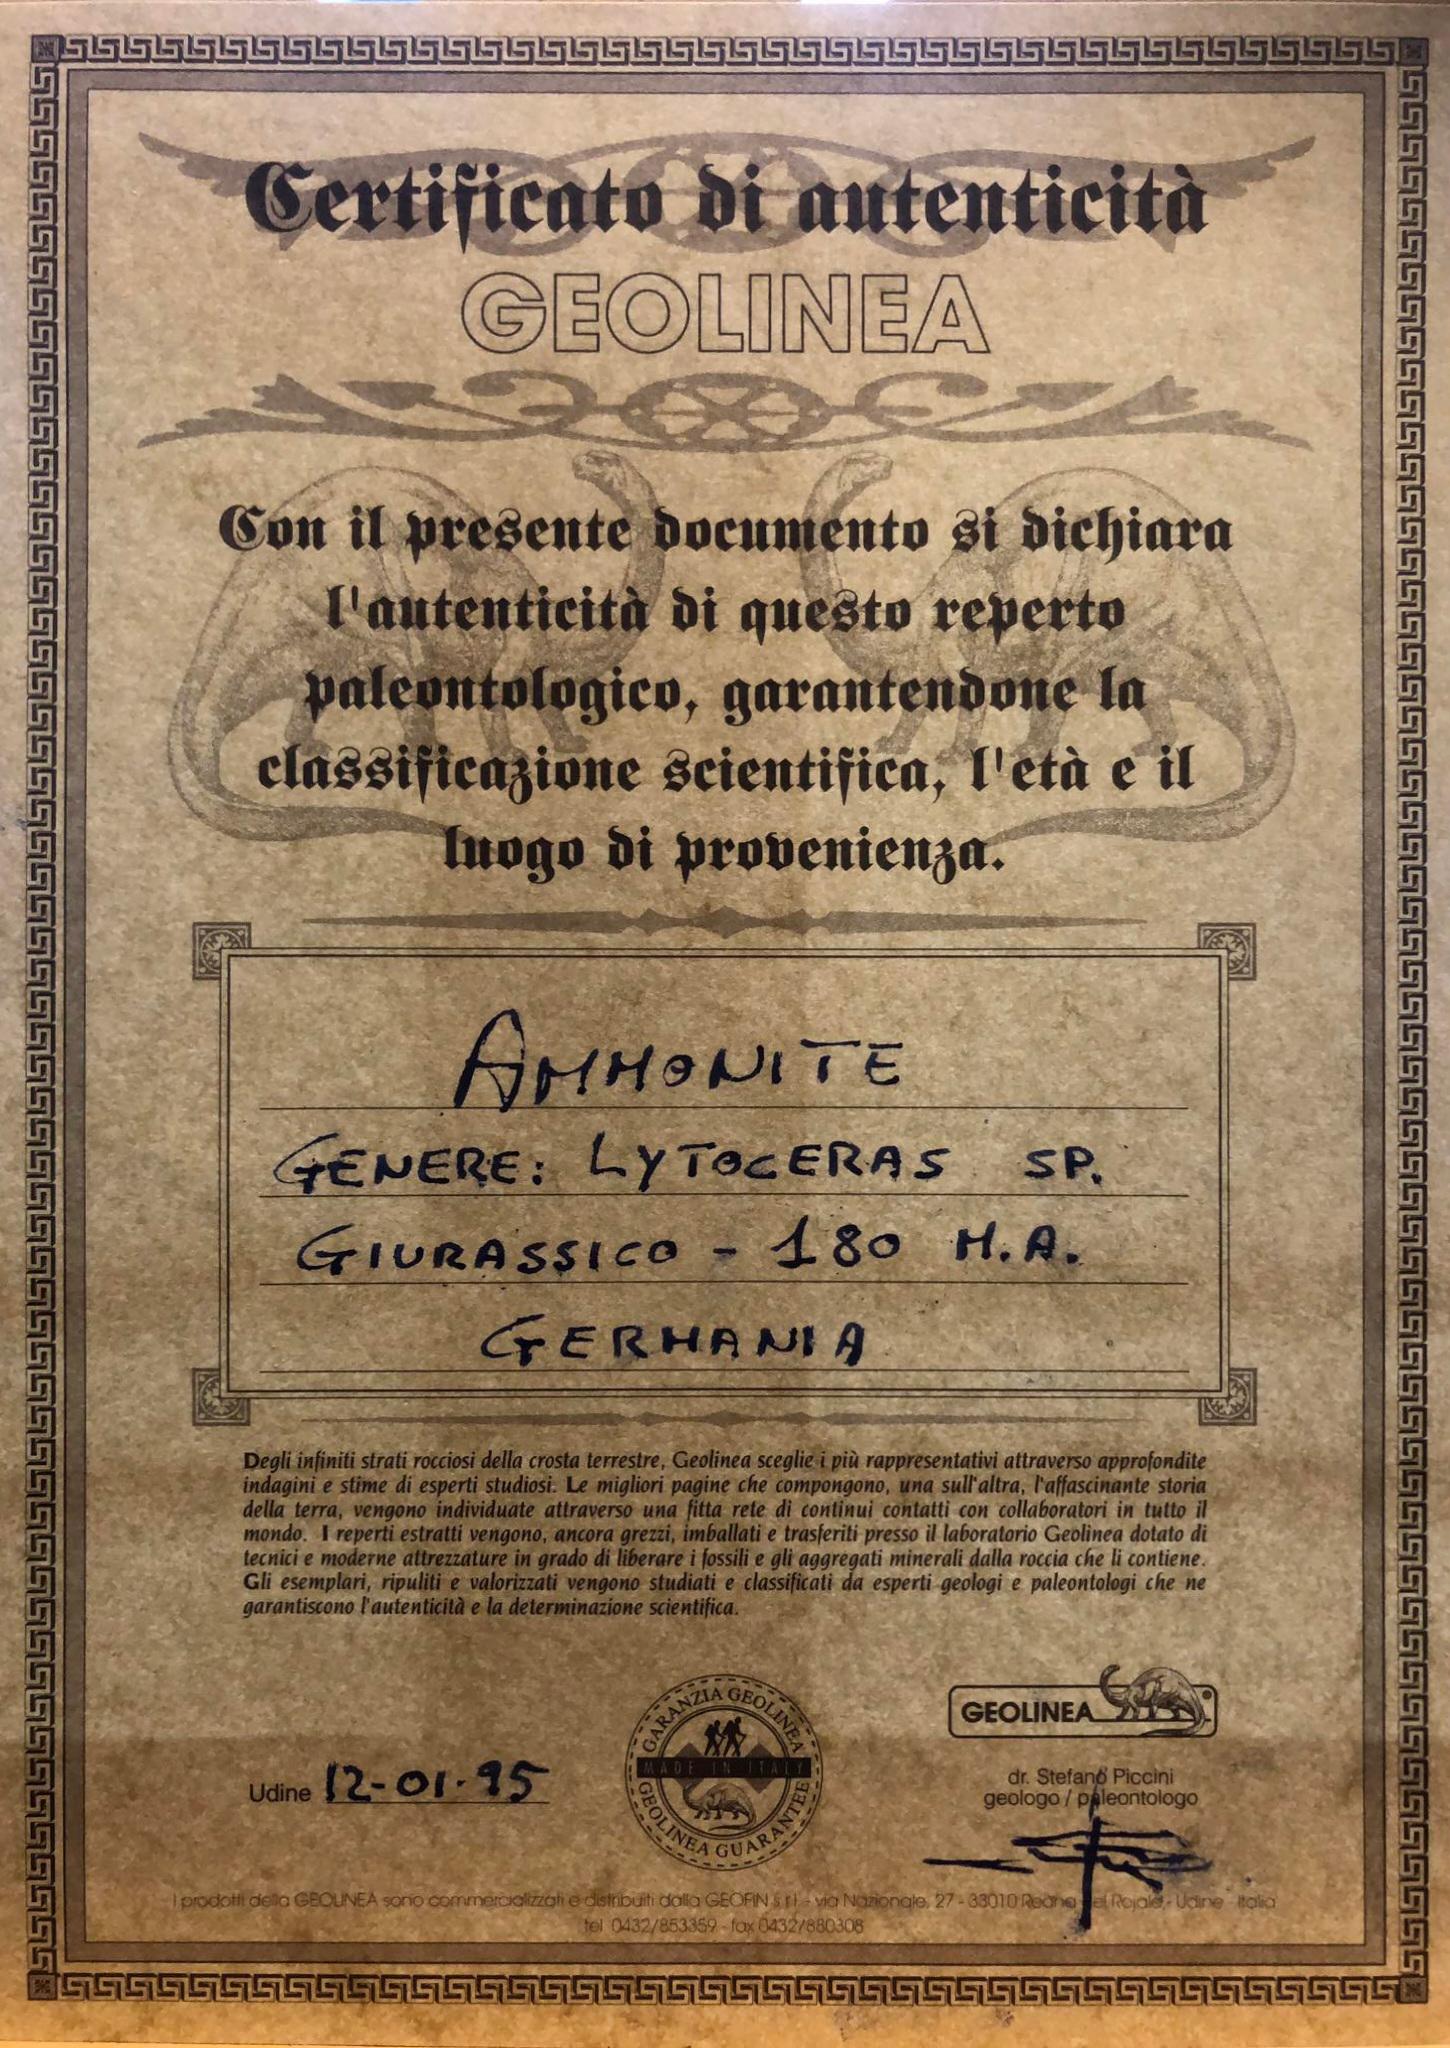 Certificato di autenticità
GEOLINEA
Con il presente documento si dichiara
l'autenticità di questo reperto
paleontologico, garantendone la
classificazione scientifica, l'età e il
luogo di provenienza.
AMMONITE
GENERE: LYTOCERAS SP.
GIURASSICO - 180 M.A.
GERMANIA
Degli infiniti strati rocciosi della crosta terrestre, Geolinea sceglie i più rappresentativi attraverso approfondite
indagini e stime di esperti studiosi. Le migliori pagine che compongono, una sull'altra, l'affascinante storia
della terra, vengono individuate attraverso una fitta rete di continui contatti con collaboratori in tutto il
mondo. I reperti estratti vengono, ancora grezzi, imballati e trasferiti presso il laboratorio Geolinea dotato di
tecnici e moderne attrezzature in grado di liberare i fossili e gli aggregati minerali dalla roccia che li contiene.
Gli esemplari, ripuliti e valorizzati vengono studiati e classificati da esperti geologi e paleontologi che ne
garantiscono l'autenticità e la determinazione scientifica.
GARANZIA GEOLINEA
MADE IN ITALY
GEOLINEA GUARANTEE
GEOLINEA
Udine 12-01-95
dr. Stefano Piccini
geologo / paleontologo
I prodotti della GEOLINEA sono commercializzati e distribuiti dalla GEOFIN s.r.l. - via Nazionale, 27 - 33010 Reana del Rojale - Udine - Italia
tel 0432/853359 - fax 0432/880308